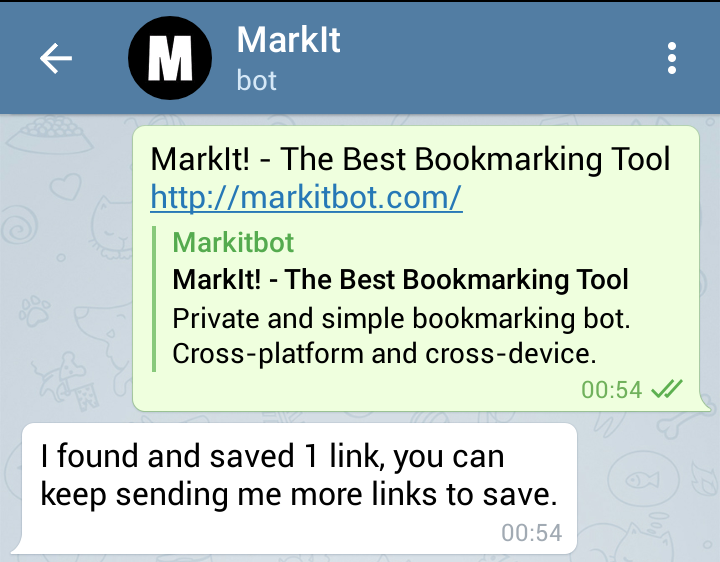 M
MarkIt
bot
MarkIt! - The Best Bookmarking Tool
http://markitbot.com/
Markitbot
MarkIt! - The Best Bookmarking Tool
Private and simple bookmarking bot.
Cross-platform and cross-device.
00:54
I found and saved 1 link, you can
keep sending me more links to save.
00:54